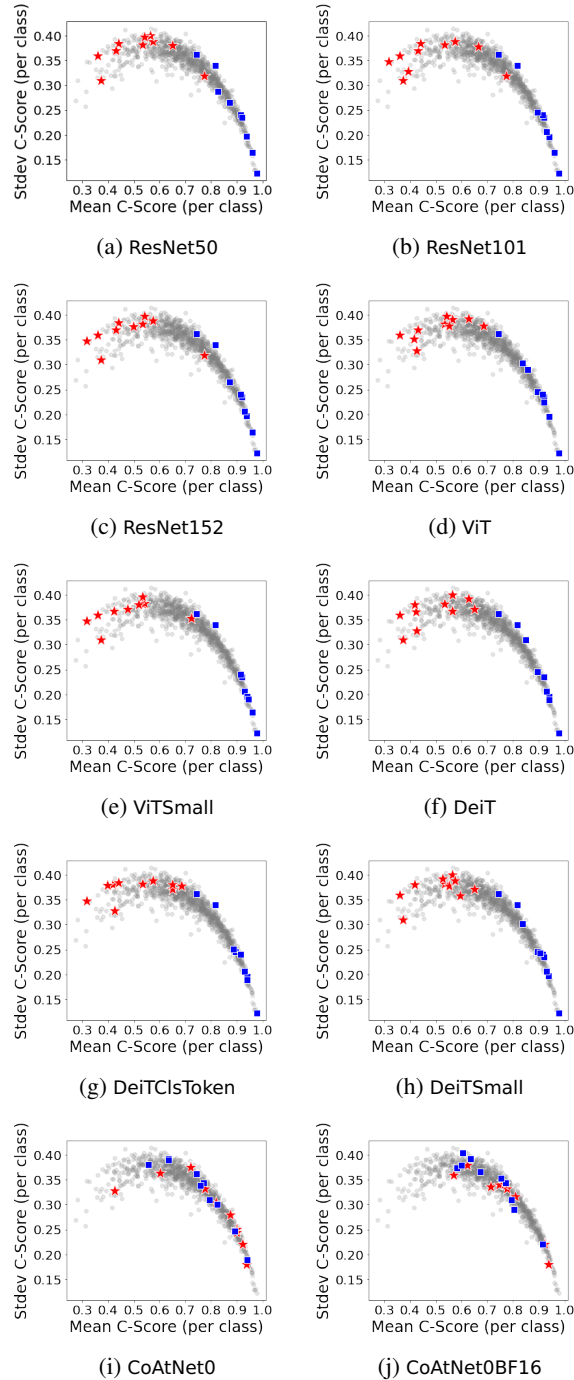 0.40
0.35
0.30
0.25
0.20
0.15
Stdev C-Score (per class)
0.3 0.4 0.5 0.6 0.7 0.8 0.9 1.0
Mean C-Score (per class)
(a) ResNet50
0.40
0.35
0.30
0.25
0.20
0.15
Stdev C-Score (per class)
0.3 0.4 0.5 0.6 0.7 0.8 0.9 1.0
Mean C-Score (per class)
(b) ResNet101
0.40
0.35
0.30
0.25
0.20
0.15
Stdev C-Score (per class)
0.3 0.4 0.5 0.6 0.7 0.8 0.9 1.0
Mean C-Score (per class)
(c) ResNet152
0.40
0.35
0.30
0.25
0.20
0.15
Stdev C-Score (per class)
0.3 0.4 0.5 0.6 0.7 0.8 0.9 1.0
Mean C-Score (per class)
(d) ViT
0.40
0.35
0.30
0.25
0.20
0.15
Stdev C-Score (per class)
0.3 0.4 0.5 0.6 0.7 0.8 0.9 1.0
Mean C-Score (per class)
(e) ViTSmall
0.40
0.35
0.30
0.25
0.20
0.15
Stdev C-Score (per class)
0.3 0.4 0.5 0.6 0.7 0.8 0.9 1.0
Mean C-Score (per class)
(f) DeiT
0.40
0.35
0.30
0.25
0.20
0.15
Stdev C-Score (per class)
0.3 0.4 0.5 0.6 0.7 0.8 0.9 1.0
Mean C-Score (per class)
(g) DeiTClsToken
0.40
0.35
0.30
0.25
0.20
0.15
Stdev C-Score (per class)
0.3 0.4 0.5 0.6 0.7 0.8 0.9 1.0
Mean C-Score (per class)
(h) DeiTSmall
0.40
0.35
0.30
0.25
0.20
0.15
Stdev C-Score (per class)
0.3 0.4 0.5 0.6 0.7 0.8 0.9 1.0
Mean C-Score (per class)
(i) CoAtNet0
0.40
0.35
0.30
0.25
0.20
0.15
Stdev C-Score (per class)
0.3 0.4 0.5 0.6 0.7 0.8 0.9 1.0
Mean C-Score (per class)
(j) CoAtNet0BF16